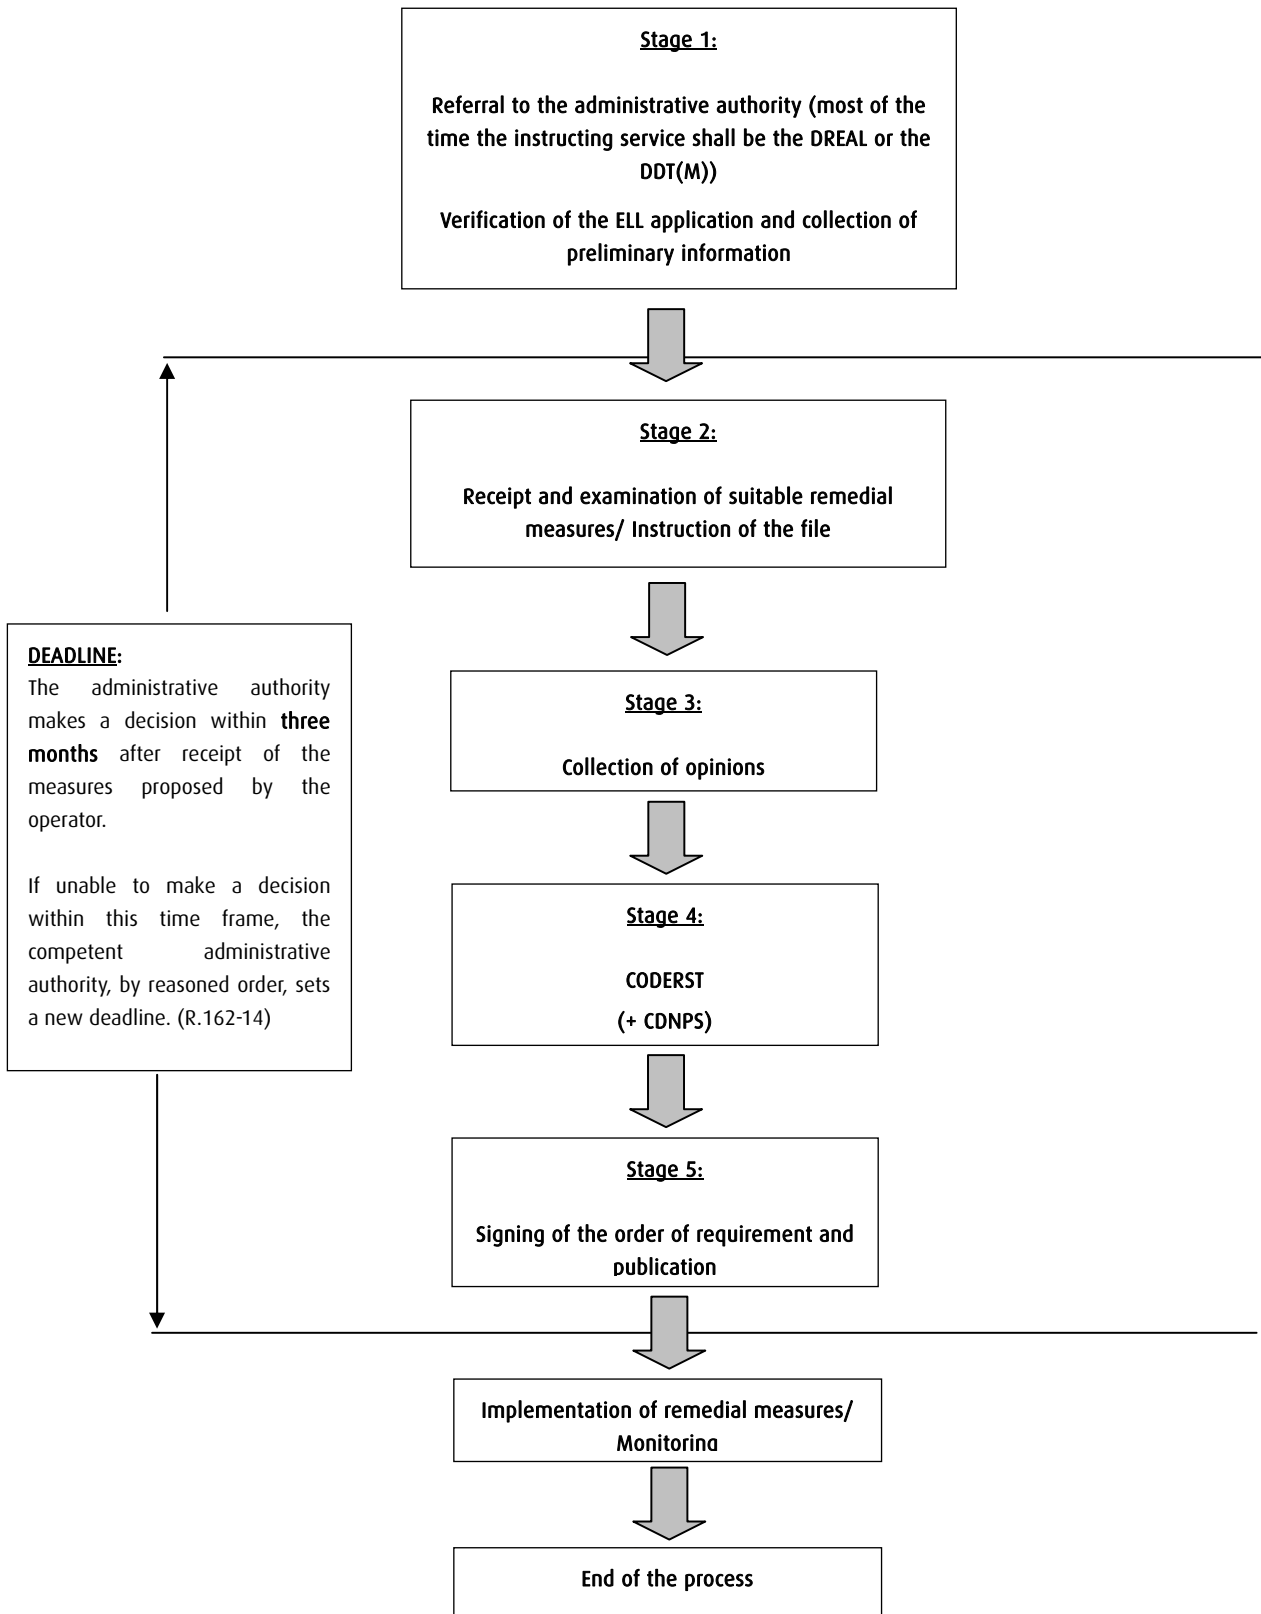 Stage 1:
Referral to the administrative authority (most of the
time the instructing service shall be the DREAL or the
DDT(M))
Verification of the ELL application and collection of
preliminary information
Stage 2:
Receipt and examination of suitable remedial
measures/ Instruction of the file
DEADLINE:
The administrative authority
makes a decision within three
months after receipt of the
measures proposed by the
operator.
If unable to make a decision
within this time frame, the
competent administrative
authority, by reasoned order, sets
a new deadline. (R.162-14)
Stage 3:
Collection of opinions
Stage 4:
CODERST
(+ CDNPS)
Stage 5:
Signing of the order of requirement and
publication
Implementation of remedial measures/
Monitoring
End of the process